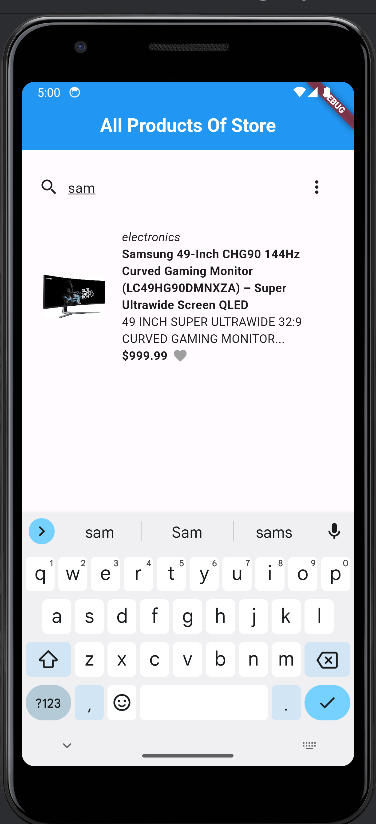 5:00
DEBUG
All Products Of Store
sam
electronics
Samsung 49-Inch CHG90 144Hz
Curved Gaming Monitor
(LC49HG90DMNXZA) – Super
Ultrawide Screen QLED
49 INCH SUPER ULTRAWIDE 32:9
CURVED GAMING MONITOR...
$999.99
sam Sam sams
q1 w2 e3 r4 t5 y6 u7 i8 o9 p0
a s d f g h j k l
z x c v b n m
?123 , .